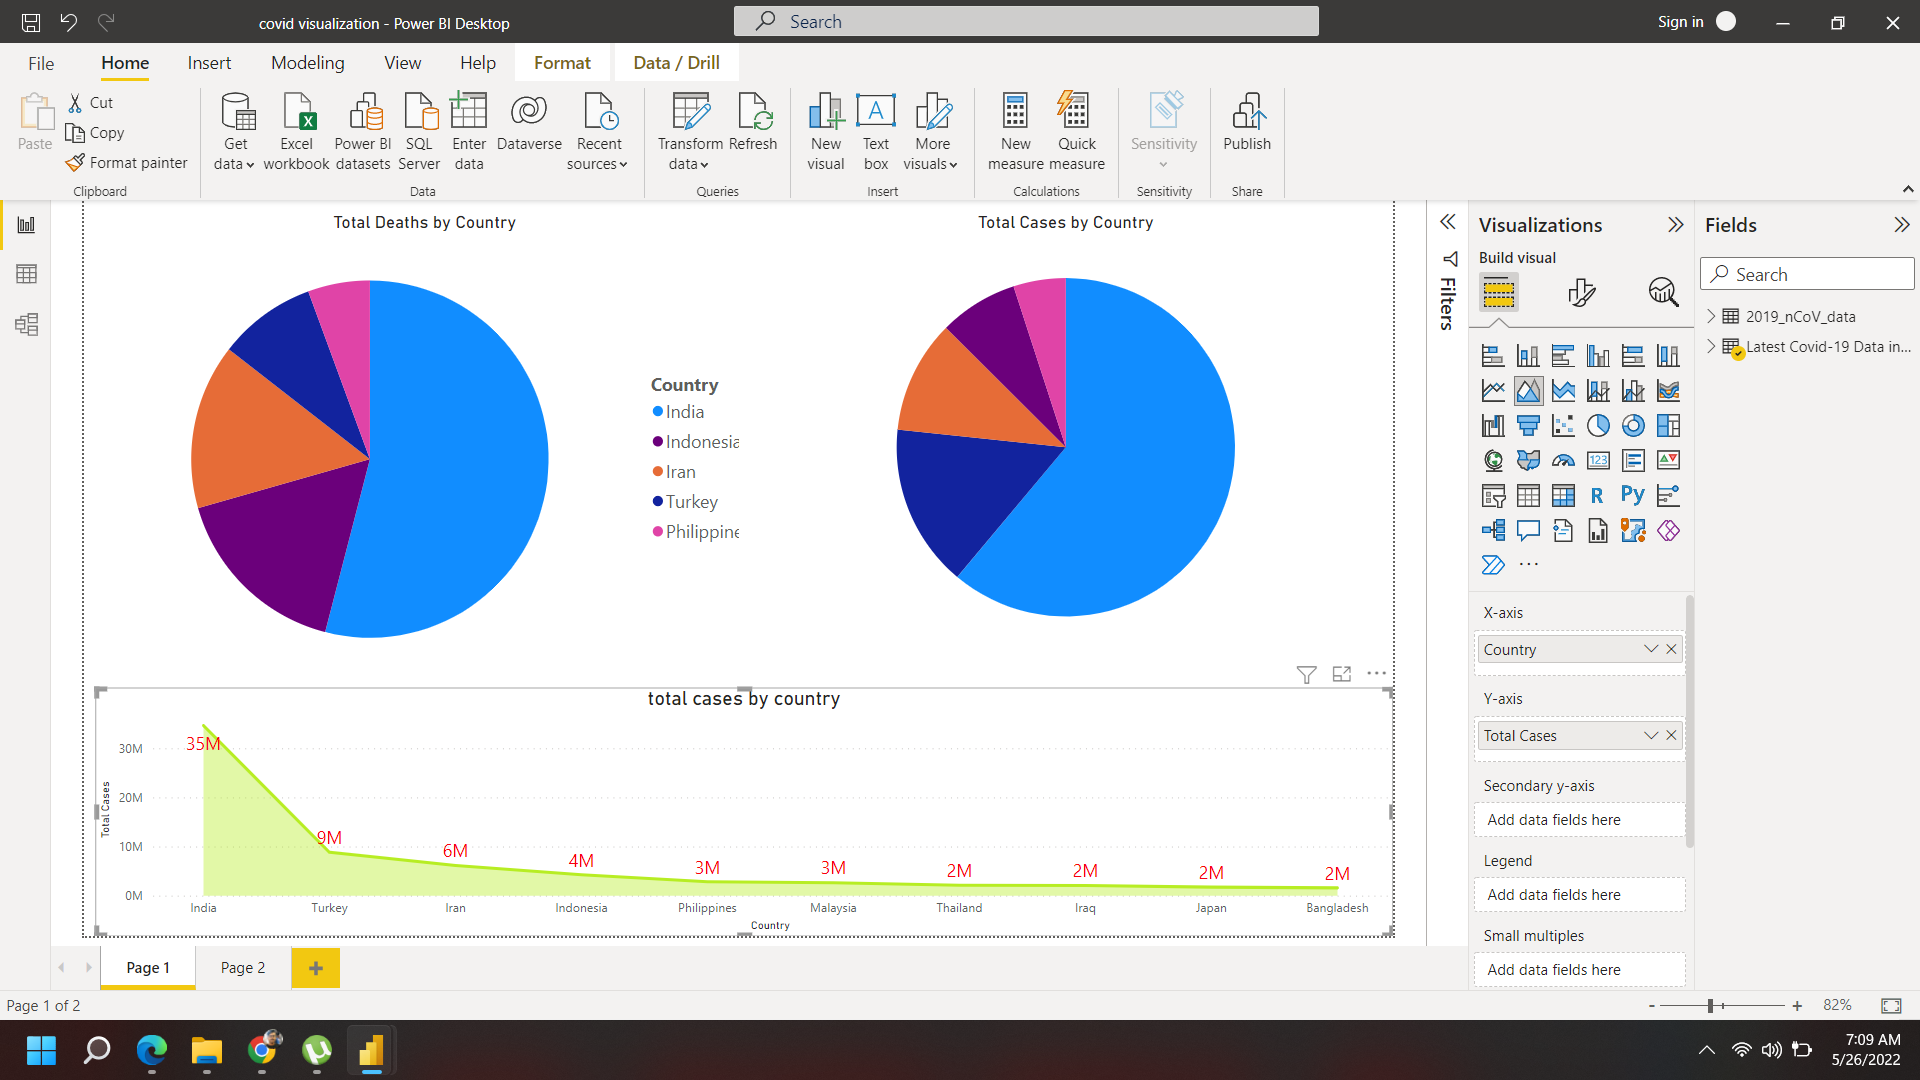 covid visualization - Power BI Desktop
Search
Sign in
File
Home
Insert
Modeling
View
Help
Format
Data / Drill
Paste
Cut
Copy
Format painter
Clipboard
Get data
Excel workbook
Power BI datasets
SQL Server
Enter data
Dataverse
Recent sources
Data
Transform data
Refresh
Queries
New visual
A
Text box
More visuals
Insert
New measure
Quick measure
Calculations
Sensitivity
Sensitivity
Publish
Share
Total Deaths by Country
Country
India
Indonesia
Iran
Turkey
Philippine
Total Cases by Country
total cases by country
Total Cases
30M
20M
10M
0M
35M
9M
6M
4M
3M
3M
2M
2M
2M
2M
India
Turkey
Iran
Indonesia
Philippines
Malaysia
Thailand
Iraq
Japan
Bangladesh
Country
Filters
Visualizations
Build visual
123
R
Py
X-axis
Country
Y-axis
Total Cases
Secondary y-axis
Add data fields here
Legend
Add data fields here
Small multiples
Add data fields here
Fields
Search
2019_nCoV_data
Latest Covid-19 Data in...
Page 1
Page 2
Page 1 of 2
82%
7:09 AM
5/26/2022